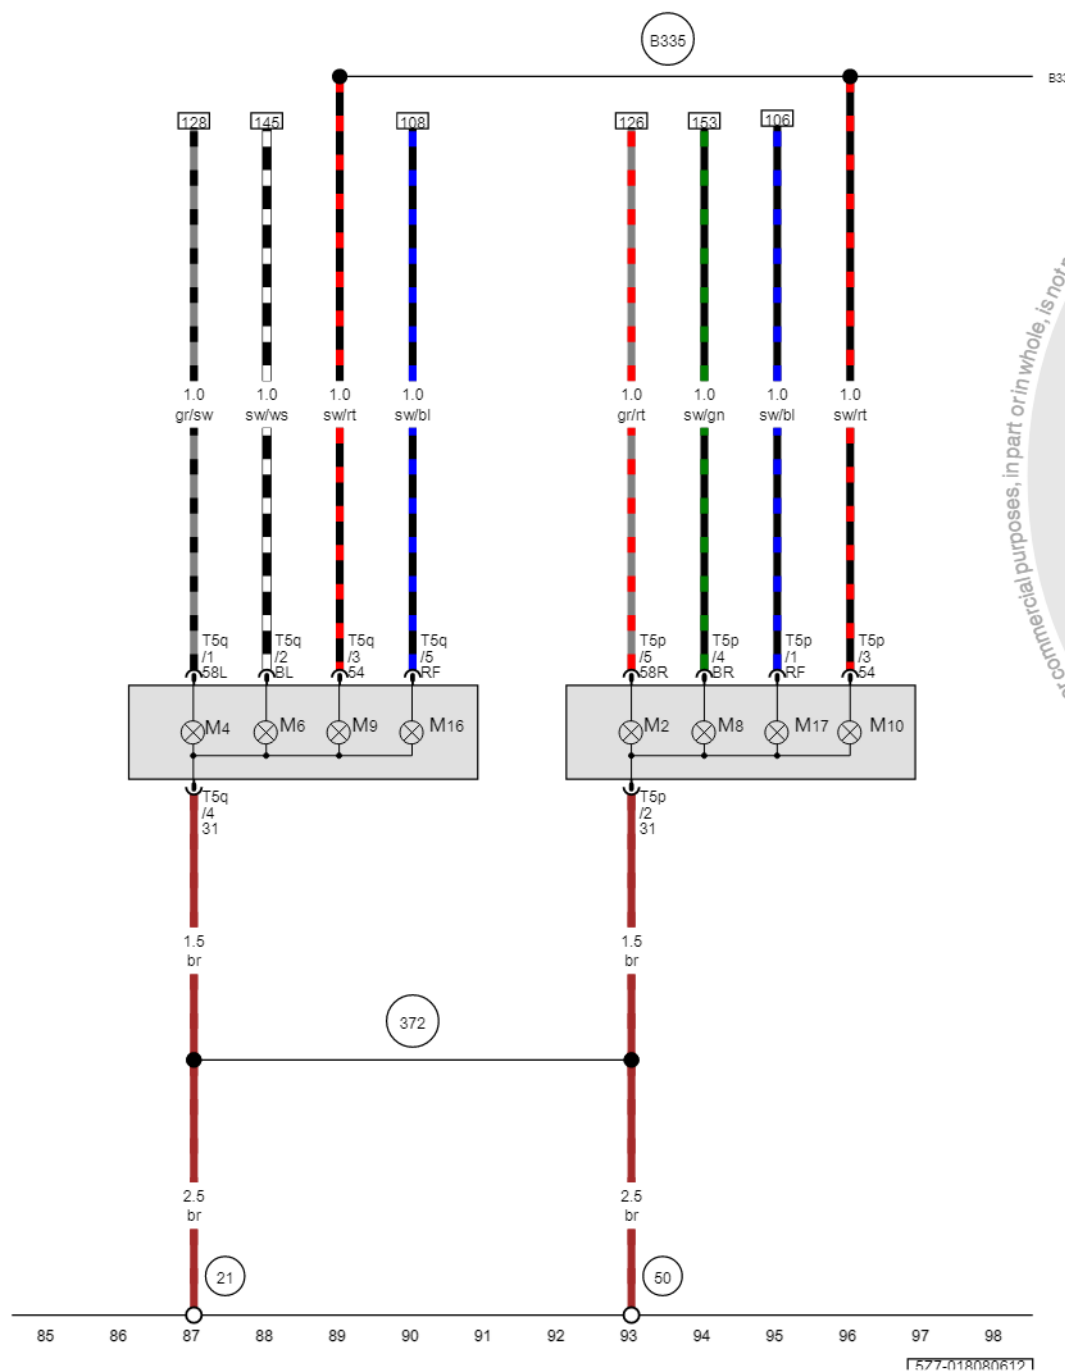 B335
B33
128
145
108
126
153
106
1.0
gr/sw
1.0
sw/ws
1.0
sw/rt
1.0
sw/bl
1.0
gr/rt
1.0
sw/gn
1.0
sw/bl
1.0
sw/rt
T5q
/1
58L
T5q
/2
BL
T5q
/3
54
T5q
/5
RF
T5p
/5
58R
T5p
/4
BR
T5p
/1
RF
T5p
/3
54
M4
M6
M9
M16
M2
M8
M17
M10
T5q
/4
31
T5p
/2
31
1.5
br
1.5
br
372
2.5
br
2.5
br
21
50
85 86 87 88 89 90 91 92 93 94 95 96 97 98
577-018080612
commercial purposes, in part or in whole, is not